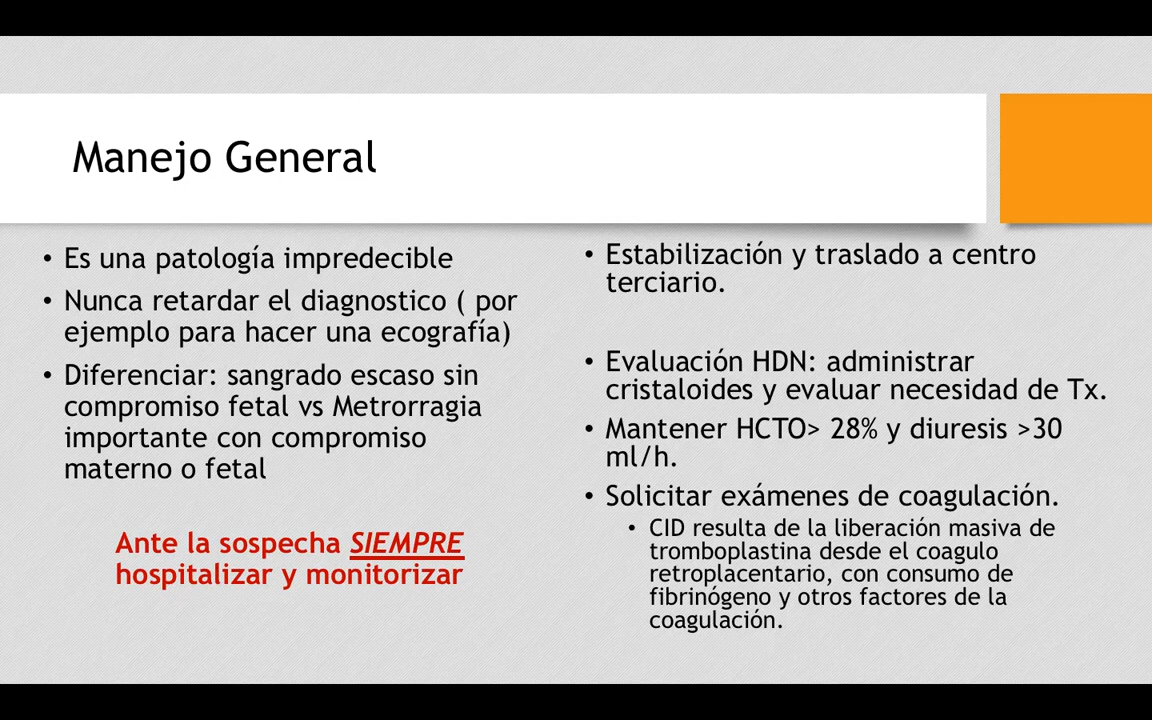 Manejo General
• Es una patología impredecible
• Nunca retardar el diagnostico ( por
ejemplo para hacer una ecografía)
• Diferenciar: sangrado escaso sin
compromiso fetal vs Metrorragia
importante con compromiso
materno o fetal
Ante la sospecha SIEMPRE
hospitalizar y monitorizar
• Estabilización y traslado a centro
terciario.
• Evaluación HDN: administrar
cristaloides y evaluar necesidad de Tx.
• Mantener HCTO> 28% y diuresis >30
ml/h.
• Solicitar exámenes de coagulación.
• CID resulta de la liberación masiva de
tromboplastina desde el coagulo
retroplacentario, con consumo de
fibrinógeno y otros factores de la
coagulación.